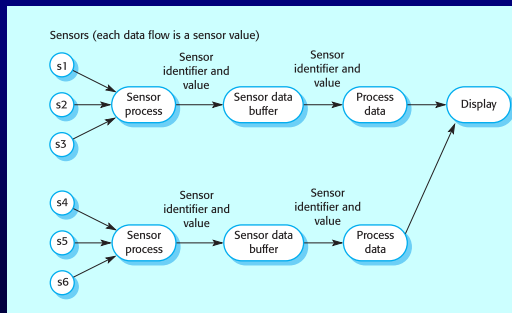 Sensors (each data flow is a sensor value)
Sensor
identifier and
value
Sensor
identifier and
value
s1
s2
s3
Sensor
process
Sensor data
buffer
Process
data
Display
Sensor
identifier and
value
Sensor
identifier and
value
s4
s5
s6
Sensor
process
Sensor data
buffer
Process
data